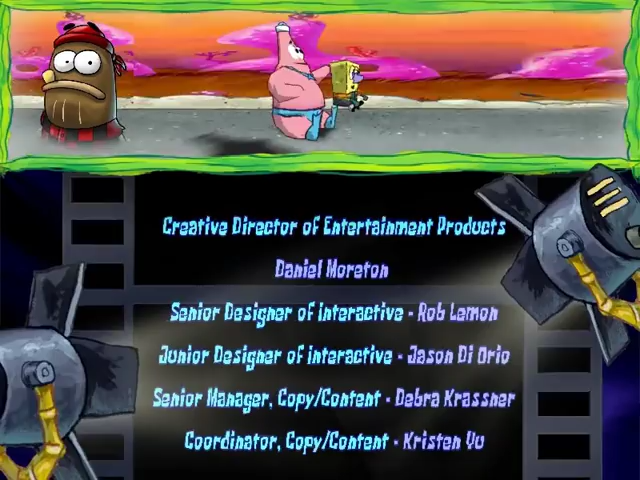 Creative Director of Entertainment Products
Daniel Moreton
Senior Designer of Interactive - Rob Lemon
Junior Designer of Interactive - Jason Di Orio
Senior Manager, Copy/Content - Debra Krassner
Coordinator, Copy/Content - Kristen Yu